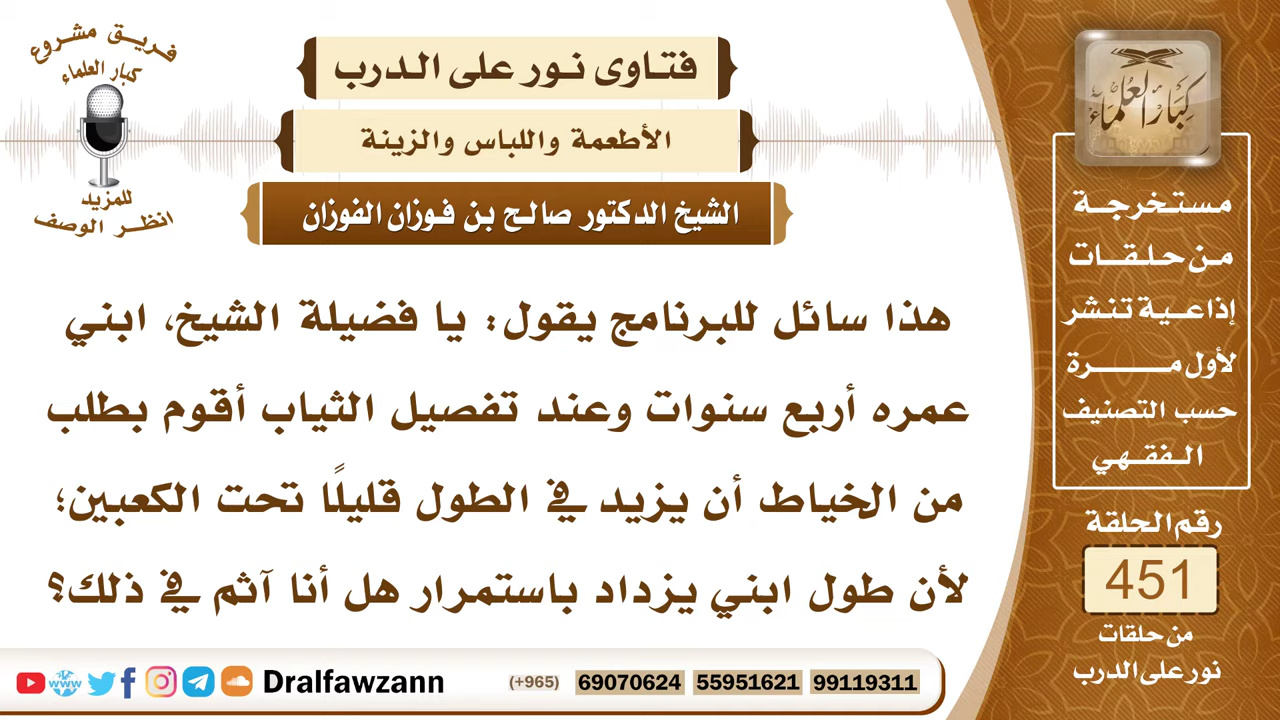 فريق مشروع
كبار العلماء
للمزيد
انظر الوصف
فتاوى نور على الدرب
الأطعمة واللباس والزينة
الشيخ الدكتور صالح بن فوزان الفوزان
هذا سائل للبرنامج يقول: يا فضيلة الشيخ، ابني
عمره أربع سنوات وعند تفصيل الثياب أقوم بطلب
من الخياط أن يزيد في الطول قليلًا تحت الكعبين؛
لأن طول ابني يزداد باستمرار هل أنا آثم في ذلك؟
كبار العلماء
مستخرجة
من حلقات
إذاعية تنشر
لأول مرة
حسب التصنيف
الفقهي
رقم الحلقة
451
من حلقات
نور على الدرب
Dralfawzann (+965) 69070624 55951621 99119311